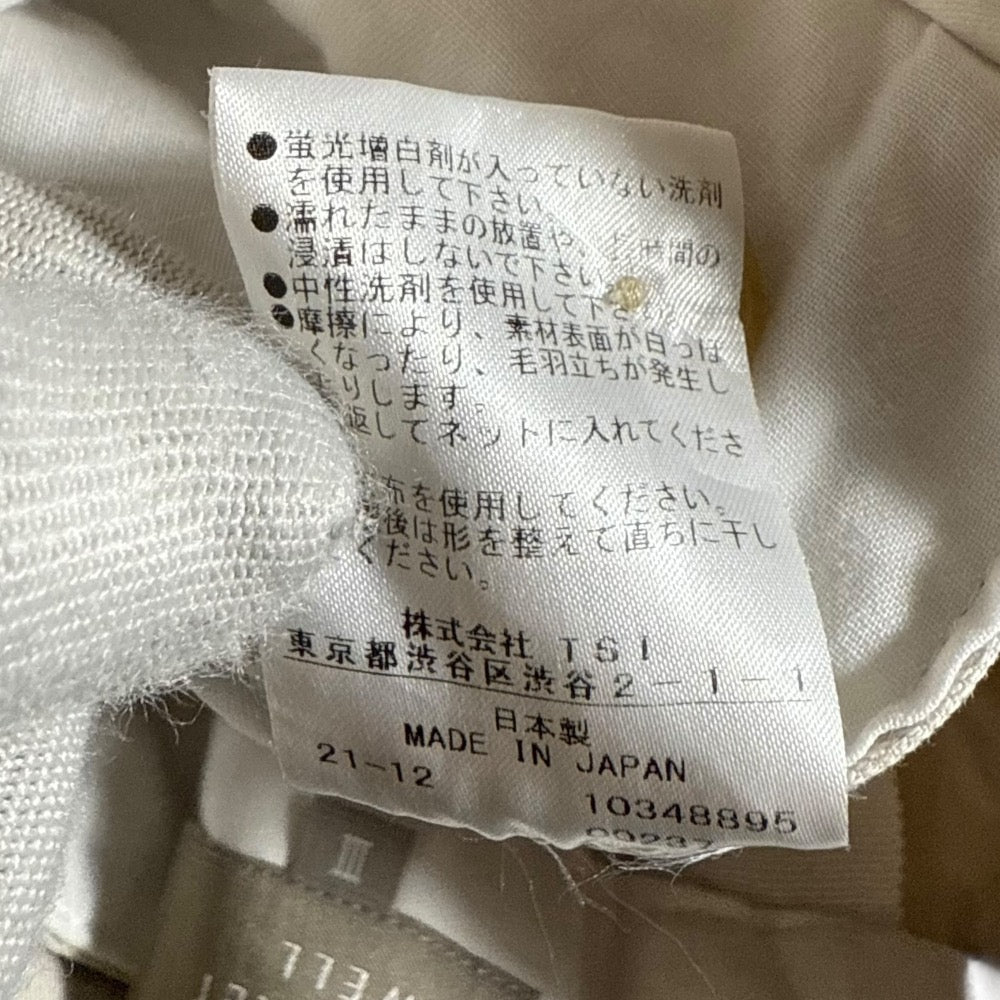 ●蛍光増白剤が入っていない洗剤
を使用して下さい。
●濡れたままの放置や、長時間の
浸漬はしないで下さい
●中性洗剤を使用して下さ
●摩擦により、素材表面が白っぽ
くなったり、毛羽立ちが発生し
りします。
返してネットに入れてくださ
布を使用してください。
後は形を整えて直ちに干し
ください。
株式会社 TSI
東京都渋谷区渋谷2-1-1
日本製
MADE IN JAPAN
21-12
10348895
III